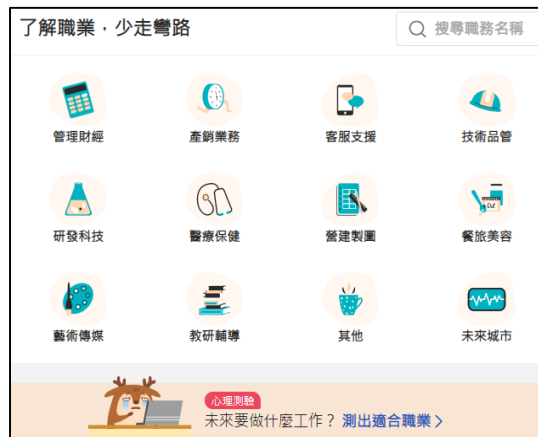 了解職業．少走彎路
搜尋職務名稱
管理財經 產銷業務 客服支援 技術品管
研發科技 醫療保健 營建製圖 餐旅美容
藝術傳媒 教研輔導 其他 未來城市
心理測驗
未來要做什麼工作？ 測出適合職業